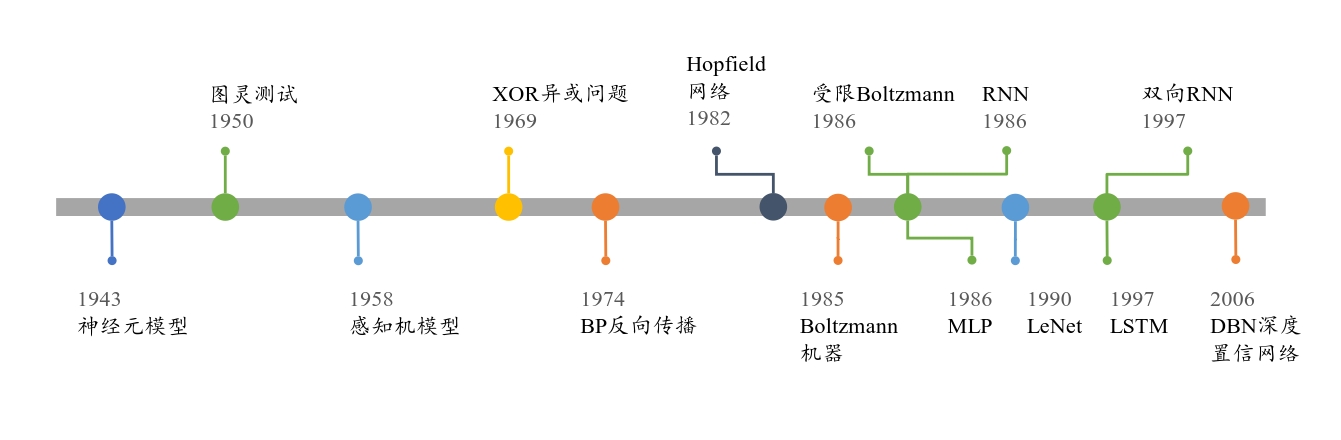 图灵测试
1950
XOR异或问题
1969
Hopfield
网络
1982
受限Boltzmann
1986
RNN
1986
双向RNN
1997
1943
神经元模型
1958
感知机模型
1974
BP反向传播
1985
Boltzmann
机器
1986
MLP
1990
LeNet
1997
LSTM
2006
DBN深度
置信网络